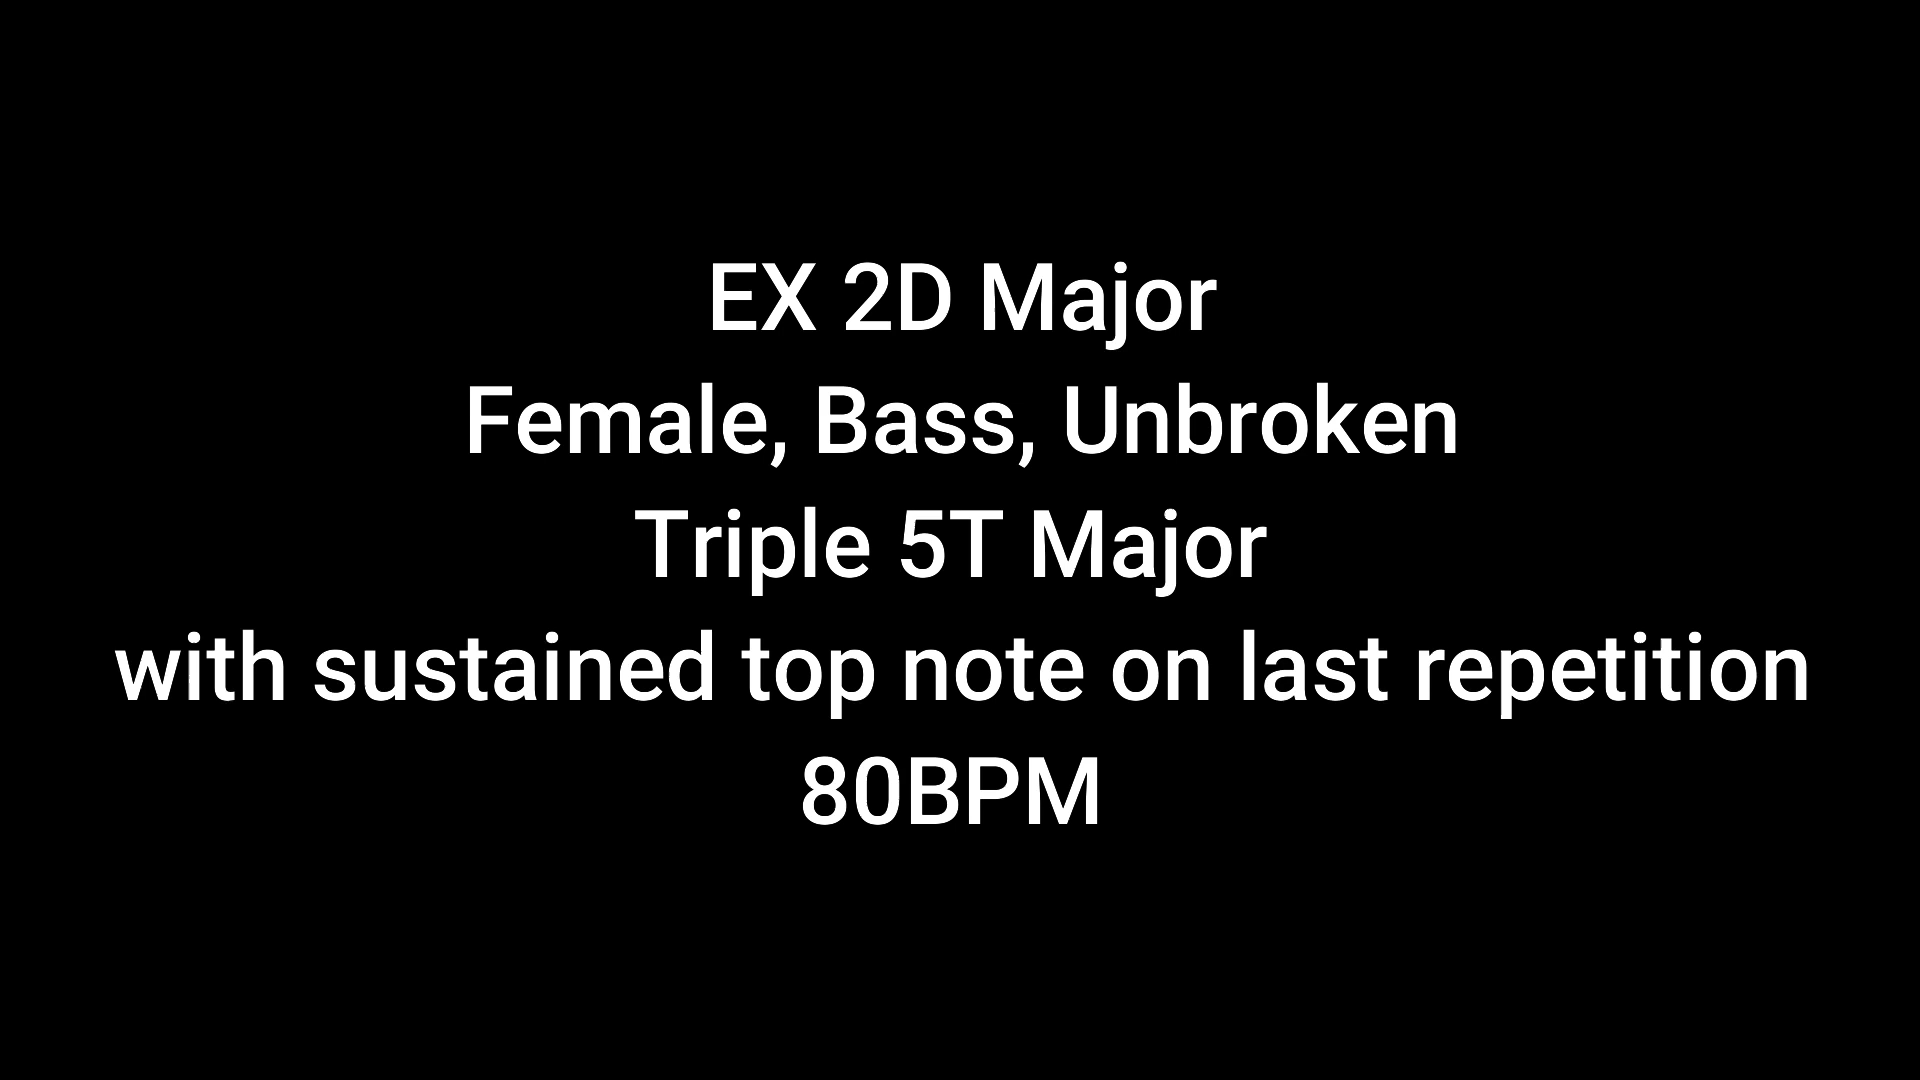 EX 2D Major
Female, Bass, Unbroken
Triple 5T Major
with sustained top note on last repetition
80BPM